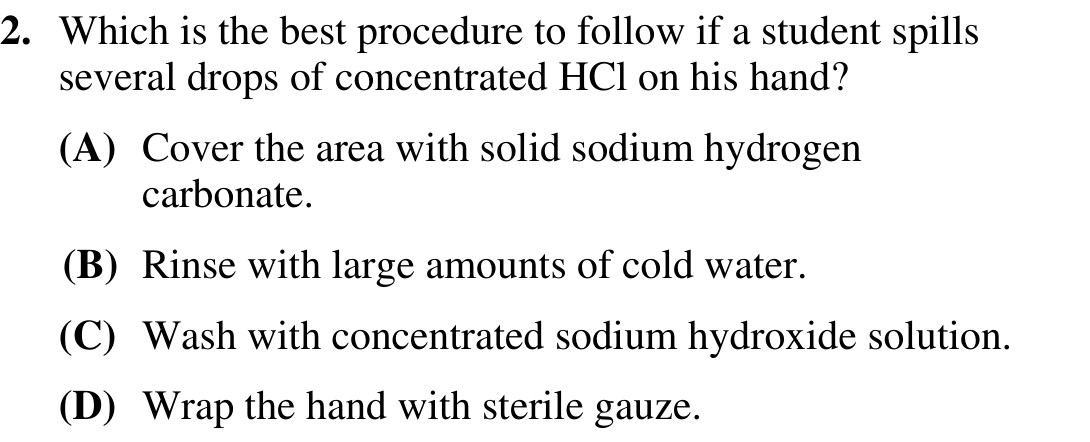 2. Which is the best procedure to follow if a student spills
several drops of concentrated HCl on his hand?
(A) Cover the area with solid sodium hydrogen
carbonate.
(B) Rinse with large amounts of cold water.
(C) Wash with concentrated sodium hydroxide solution.
(D) Wrap the hand with sterile gauze.